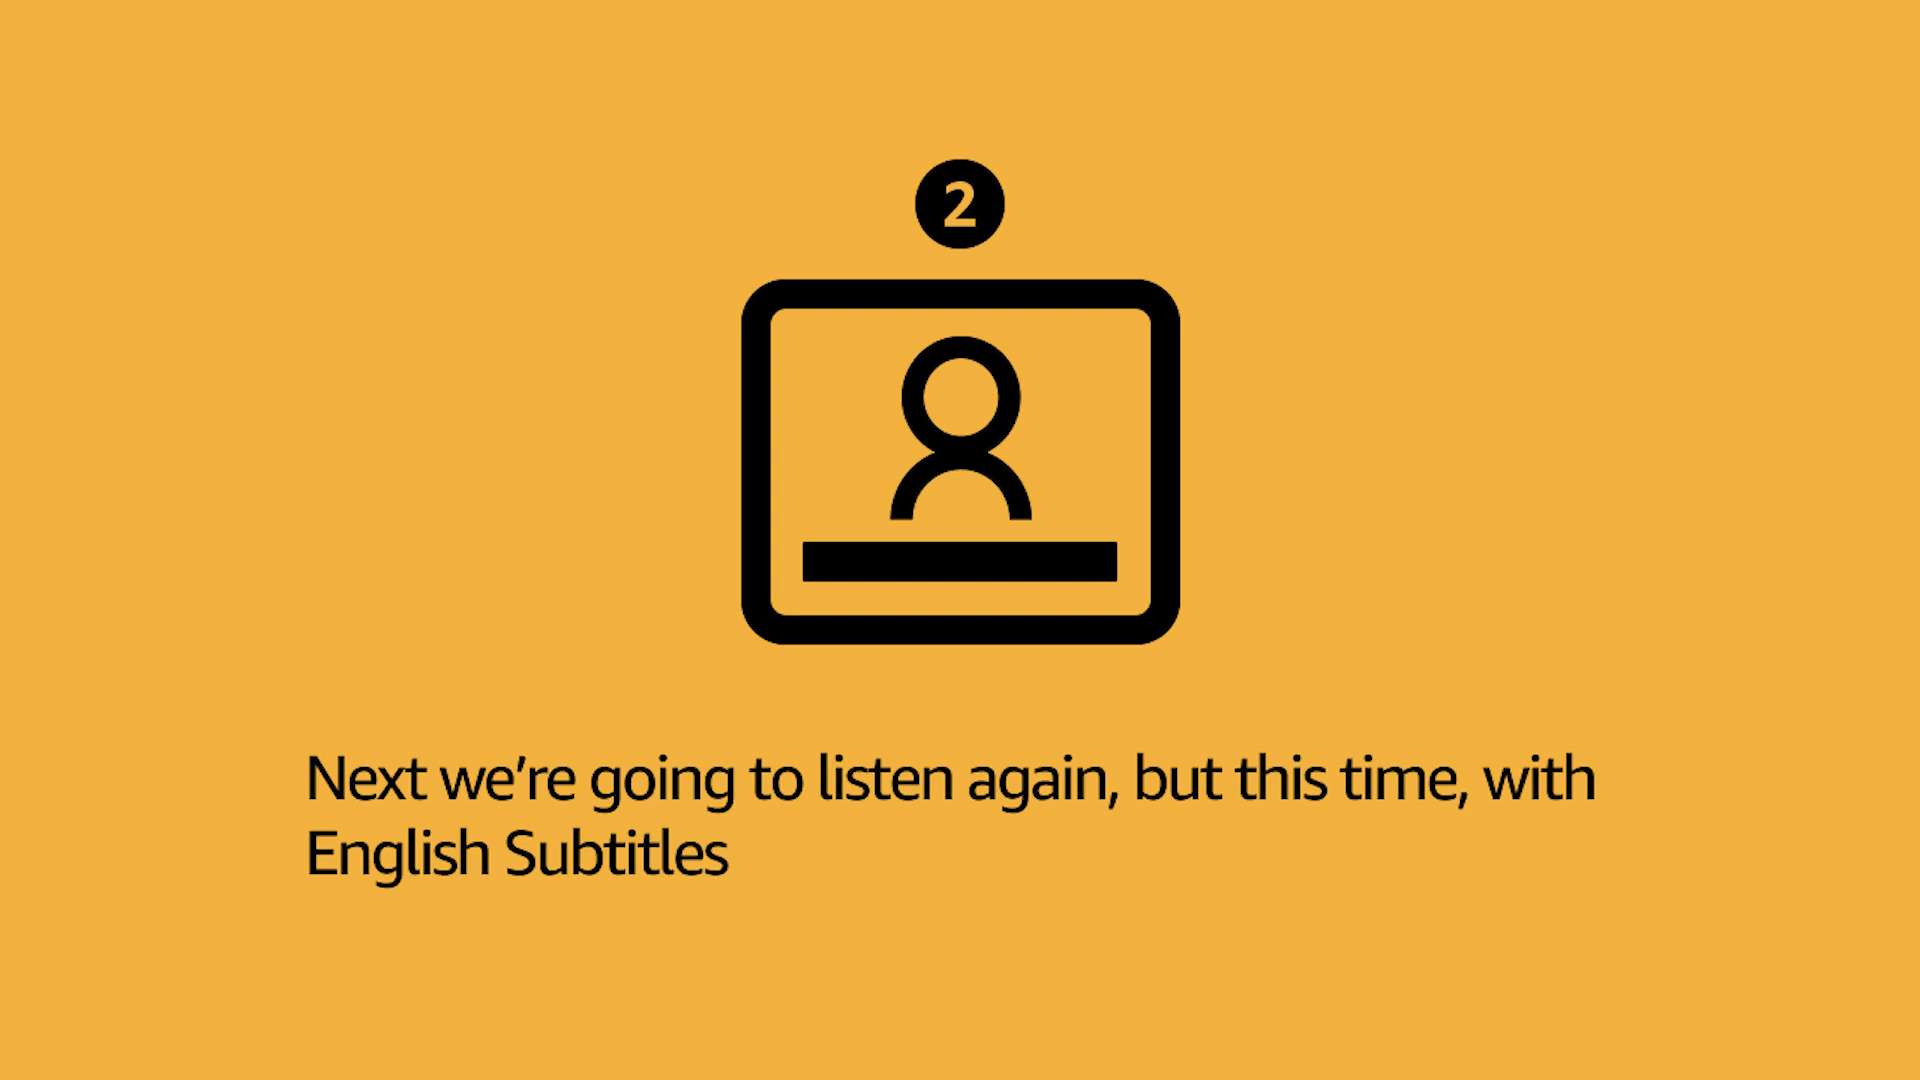 2
Next we’re going to listen again, but this time, with
English Subtitles